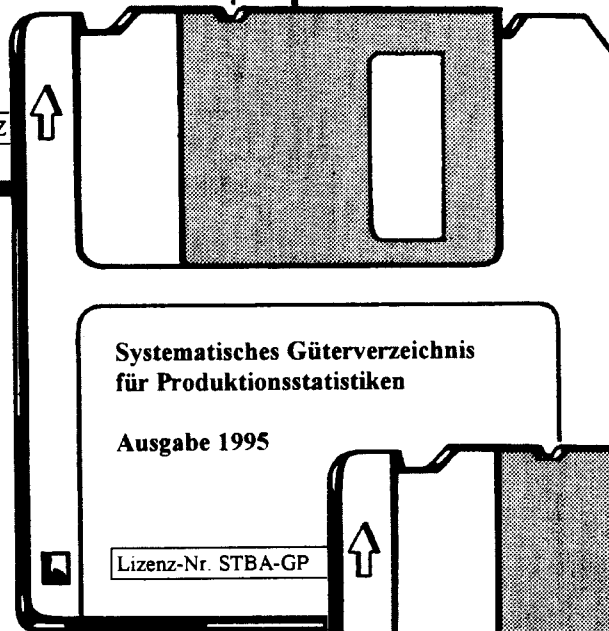 Systematisches Güterverzeichnis
für Produktionsstatistiken
Ausgabe 1995
Lizenz-Nr. STBA-GP